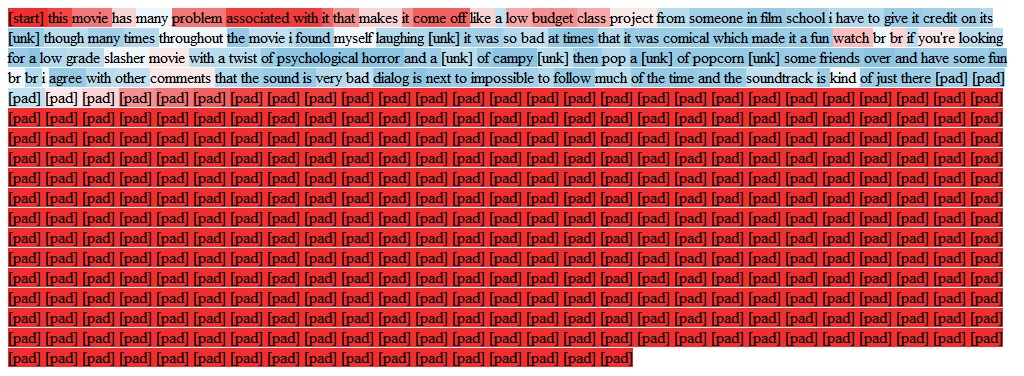 [start] this movie has many problem associated with it that makes it come off like a low budget class project from someone in film school i have to give it credit on its
[unk] though many times throughout the movie i found myself laughing [unk] it was so bad at times that it was comical which made it a fun watch br br if you're looking
for a low grade slasher movie with a twist of psychological horror and a [unk] of campy [unk] then pop a [unk] of popcorn [unk] some friends over and have some fun
br br i agree with other comments that the sound is very bad dialog is next to impossible to follow much of the time and the soundtrack is kind of just there [pad] [pad]
[pad] [pad] [pad] [pad] [pad] [pad] [pad] [pad] [pad] [pad] [pad] [pad] [pad] [pad] [pad] [pad] [pad] [pad] [pad] [pad] [pad] [pad] [pad] [pad] [pad] [pad] [pad]
[pad] [pad] [pad] [pad] [pad] [pad] [pad] [pad] [pad] [pad] [pad] [pad] [pad] [pad] [pad] [pad] [pad] [pad] [pad] [pad] [pad] [pad] [pad] [pad] [pad] [pad] [pad]
[pad] [pad] [pad] [pad] [pad] [pad] [pad] [pad] [pad] [pad] [pad] [pad] [pad] [pad] [pad] [pad] [pad] [pad] [pad] [pad] [pad] [pad] [pad] [pad] [pad] [pad] [pad]
[pad] [pad] [pad] [pad] [pad] [pad] [pad] [pad] [pad] [pad] [pad] [pad] [pad] [pad] [pad] [pad] [pad] [pad] [pad] [pad] [pad] [pad] [pad] [pad] [pad] [pad] [pad]
[pad] [pad] [pad] [pad] [pad] [pad] [pad] [pad] [pad] [pad] [pad] [pad] [pad] [pad] [pad] [pad] [pad] [pad] [pad] [pad] [pad] [pad] [pad] [pad] [pad] [pad] [pad]
[pad] [pad] [pad] [pad] [pad] [pad] [pad] [pad] [pad] [pad] [pad] [pad] [pad] [pad] [pad] [pad] [pad] [pad] [pad] [pad] [pad] [pad] [pad] [pad] [pad] [pad] [pad]
[pad] [pad] [pad] [pad] [pad] [pad] [pad] [pad] [pad] [pad] [pad] [pad] [pad] [pad] [pad] [pad] [pad] [pad] [pad] [pad] [pad] [pad] [pad] [pad] [pad] [pad] [pad]
[pad] [pad] [pad] [pad] [pad] [pad] [pad] [pad] [pad] [pad] [pad] [pad] [pad] [pad] [pad] [pad] [pad] [pad] [pad] [pad] [pad] [pad] [pad] [pad] [pad] [pad] [pad]
[pad] [pad] [pad] [pad] [pad] [pad] [pad] [pad] [pad] [pad] [pad] [pad] [pad] [pad] [pad] [pad] [pad] [pad] [pad] [pad] [pad] [pad] [pad] [pad] [pad] [pad] [pad]
[pad] [pad] [pad] [pad] [pad] [pad] [pad] [pad] [pad] [pad] [pad] [pad] [pad] [pad] [pad] [pad] [pad] [pad] [pad] [pad] [pad] [pad] [pad] [pad] [pad] [pad] [pad]
[pad] [pad] [pad] [pad] [pad] [pad] [pad] [pad] [pad] [pad] [pad] [pad] [pad] [pad] [pad] [pad] [pad] [pad] [pad] [pad] [pad] [pad] [pad] [pad] [pad] [pad] [pad]
[pad] [pad] [pad] [pad] [pad] [pad] [pad] [pad] [pad] [pad] [pad] [pad] [pad] [pad] [pad] [pad] [pad] [pad] [pad] [pad] [pad] [pad] [pad] [pad] [pad] [pad] [pad]
[pad] [pad] [pad] [pad] [pad] [pad] [pad] [pad] [pad] [pad] [pad] [pad] [pad] [pad] [pad] [pad] [pad] [pad] [pad] [pad] [pad] [pad] [pad] [pad] [pad] [pad] [pad]
[pad] [pad] [pad] [pad] [pad] [pad] [pad] [pad] [pad] [pad] [pad] [pad] [pad] [pad] [pad] [pad] [pad]